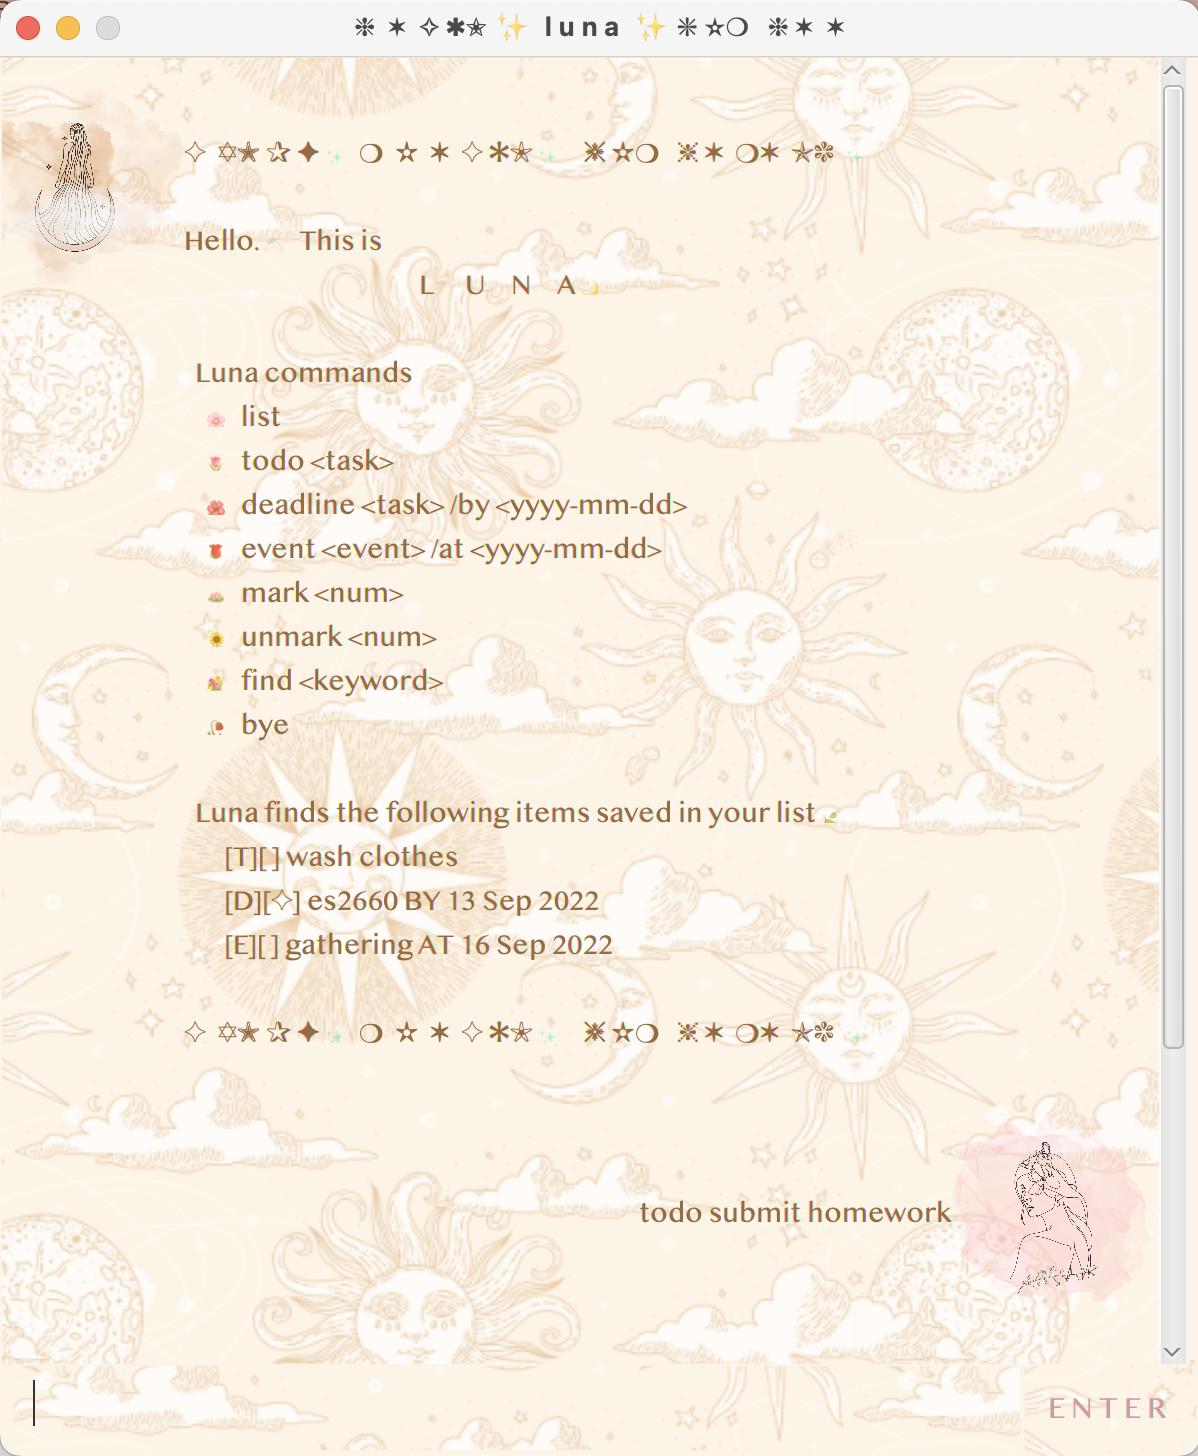 ❉ ✶ ✧ ✱✭ ✨ luna ✨ ✳ ☆ ❍ ❉ ✶ ✶
✧ ✡✭ ✰ ✦ ✨ ❍ ☆ ✶ ✧ ✻✭ ✨ ⁕ ☆ ❍ ❉ ✶ ❍ ✶ ✭ ❃ ✨
Hello. This is
L U N A 🌙
Luna commands
🌸 list
🌷 todo <task>
🌺 deadline <task> /by <yyyy-mm-dd>
🌹 event <event> /at <yyyy-mm-dd>
🪷 mark <num>
🌻 unmark <num>
💐 find <keyword>
🥀 bye
Luna finds the following items saved in your list 🌿
[T][ ] wash clothes
[D][✧] es2660 BY 13 Sep 2022
[E][ ] gathering AT 16 Sep 2022
✧ ✡✭ ✰ ✦ ✨ ❍ ☆ ✶ ✧ ✻✭ ✨ ⁕ ☆ ❍ ❉ ✶ ❍ ✶ ✭ ❃ ✨
todo submit homework
ENTER